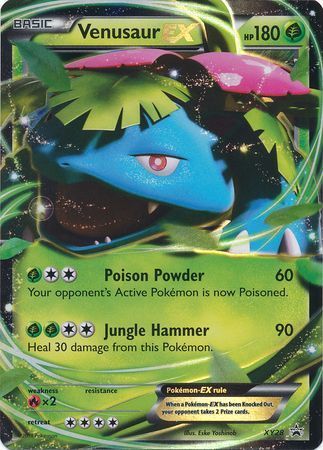 BASIC
Venusaur EX
HP180
Poison Powder 60
Your opponent's Active Pokémon is now Poisoned.
Jungle Hammer 90
Heal 30 damage from this Pokémon.
weakness resistance
×2
retreat
Pokémon-EX rule
When a Pokémon-EX has been Knocked Out,
your opponent takes 2 Prize cards.
Illus. Eske Yoshinob
XY28
PROMO